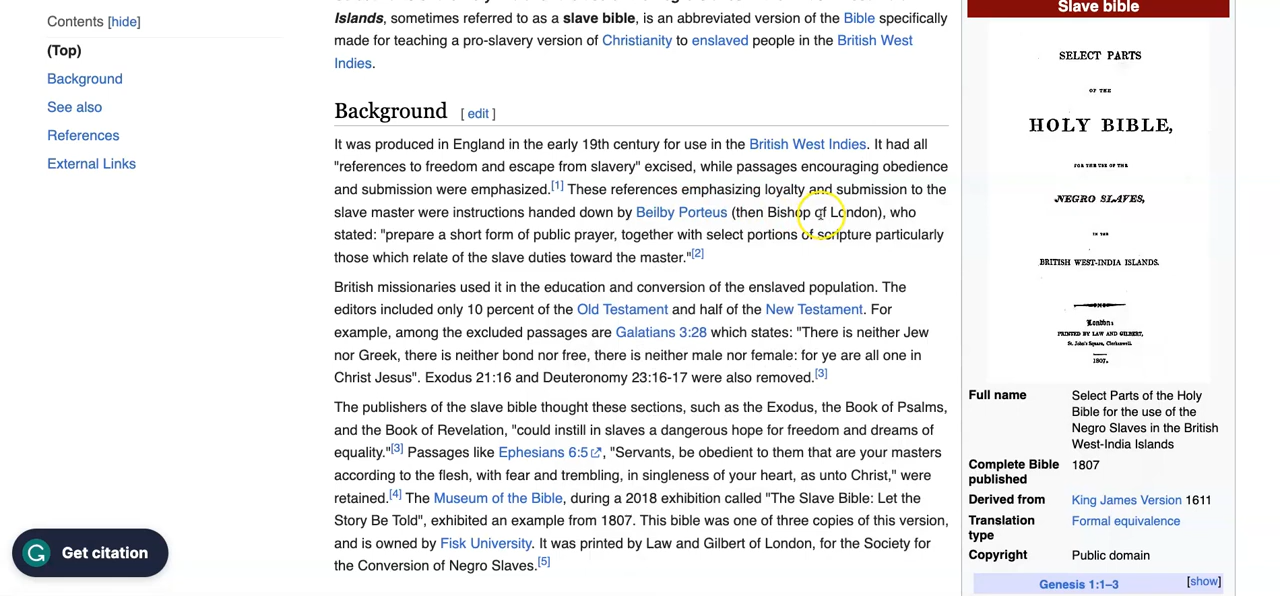 Contents [hide]
(Top)
Background
See also
References
External Links
Islands, sometimes referred to as a slave bible, is an abbreviated version of the Bible specifically
made for teaching a pro-slavery version of Christianity to enslaved people in the British West
Indies.
Background [ edit ]
It was produced in England in the early 19th century for use in the British West Indies. It had all
"references to freedom and escape from slavery" excised, while passages encouraging obedience
and submission were emphasized.[1] These references emphasizing loyalty and submission to the
slave master were instructions handed down by Beilby Porteus (then Bishop of London), who
stated: "prepare a short form of public prayer, together with select portions of scripture particularly
those which relate of the slave duties toward the master."[2]
British missionaries used it in the education and conversion of the enslaved population. The
editors included only 10 percent of the Old Testament and half of the New Testament. For
example, among the excluded passages are Galatians 3:28 which states: "There is neither Jew
nor Greek, there is neither bond nor free, there is neither male nor female: for ye are all one in
Christ Jesus". Exodus 21:16 and Deuteronomy 23:16-17 were also removed.[3]
The publishers of the slave bible thought these sections, such as the Exodus, the Book of Psalms,
and the Book of Revelation, "could instill in slaves a dangerous hope for freedom and dreams of
equality."[3] Passages like Ephesians 6:5, "Servants, be obedient to them that are your masters
according to the flesh, with fear and trembling, in singleness of your heart, as unto Christ," were
retained.[4] The Museum of the Bible, during a 2018 exhibition called "The Slave Bible: Let the
Story Be Told", exhibited an example from 1807. This bible was one of three copies of this version,
and is owned by Fisk University. It was printed by Law and Gilbert of London, for the Society for
the Conversion of Negro Slaves.[5]
Slave bible
SELECT PARTS
OF THE
HOLY BIBLE,
FOR THE USE OF THE
NEGRO SLAVES,
IN THE
BRITISH WEST-INDIA ISLANDS.
London:
PRINTED BY LAW AND GILBERT,
St. John's Square, Clerkenwell.
1807.
Full name Select Parts of the Holy
Bible for the use of the
Negro Slaves in the British
West-India Islands
Complete Bible 1807
published
Derived from King James Version 1611
Translation Formal equivalence
type
Copyright Public domain
Genesis 1:1–3 [show]
Get citation